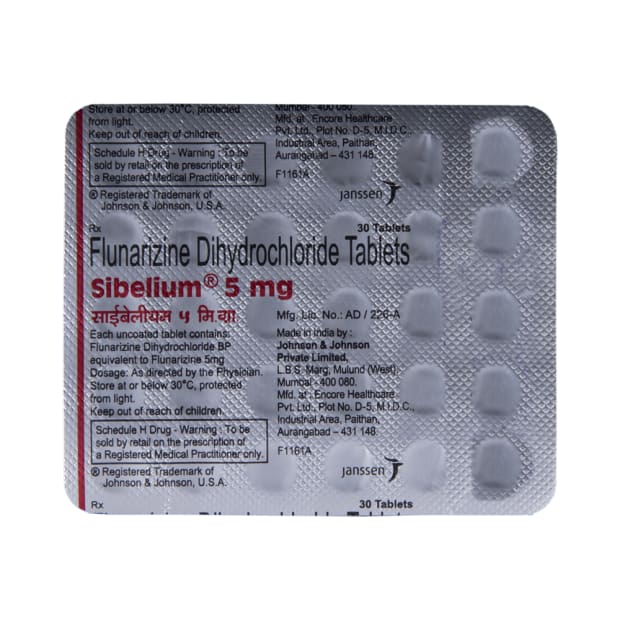 Store at or below 30°C, protected
from light.
Keep out of reach of children.
Schedule H Drug - Warning : To be
sold by retail on the prescription of
a Registered Medical Practitioner only.
® Registered Trademark of
Johnson & Johnson, U.S.A.
Mumbai - 400 080.
Mfd. at : Encore Healthcare
Pvt. Ltd., Plot No. D-5, M.I.D.C.,
Industrial Area, Paithan,
Aurangabad – 431 148.
F1161A
janssen
Rx
30 Tablets
Flunarizine Dihydrochloride Tablets
Sibelium® 5 mg
साईबेलीयम ५ मि.ग्रा
Each uncoated tablet contains:
Flunarizine Dihydrochloride BP
equivalent to Flunarizine 5mg
Dosage: As directed by the Physician.
Store at or below 30°C, protected
from light.
Keep out of reach of children.
Schedule H Drug - Warning : To be
sold by retail on the prescription of
a Registered Medical Practitioner only.
® Registered Trademark of
Johnson & Johnson, U.S.A.
Mfg. Lic. No.: AD / 226-A
Made in India by :
Johnson & Johnson
Private Limited,
L.B.S. Marg, Mulund (West),
Mumbai - 400 080.
Mfd. at : Encore Healthcare
Pvt. Ltd., Plot No. D-5, M.I.D.C.,
Industrial Area, Paithan,
Aurangabad – 431 148.
F1161A
janssen
Rx
30 Tablets
Flunarizine Dihydrochloride Tablets